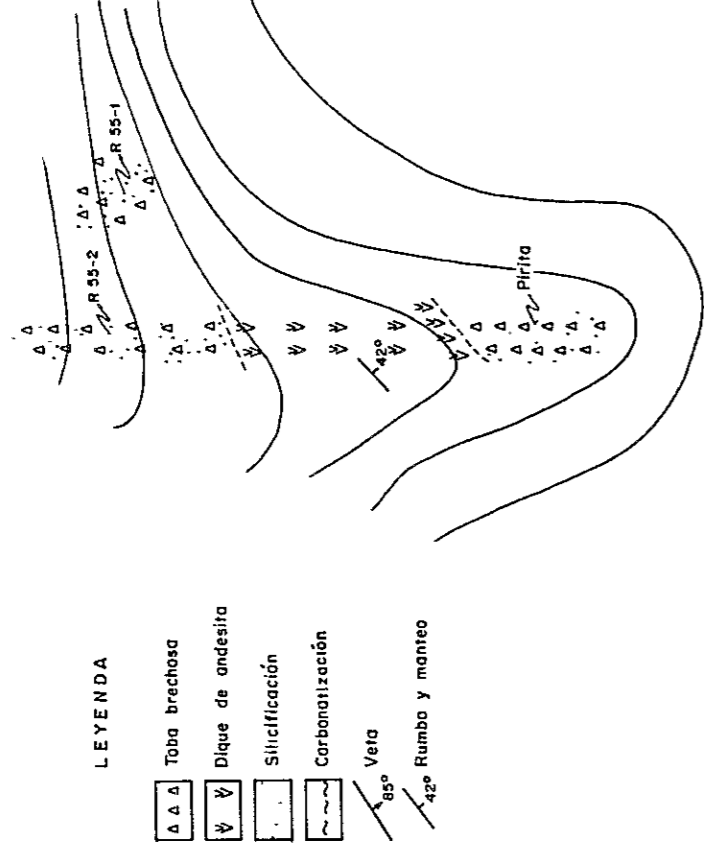 R 55-1
R 55-2
42°
Pirita
LEYENDA
Toba brechosa
Dique de andesita
Silicificación
Carbonatización
85° Veta
42° Rumbo y manteo